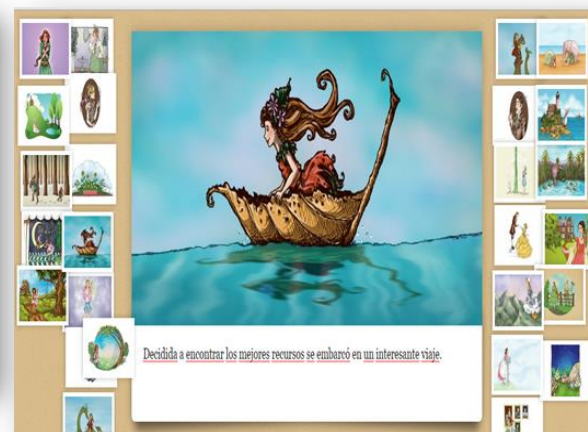 Decidida a encontrar los mejores recursos se embarcó en un interesante viaje.